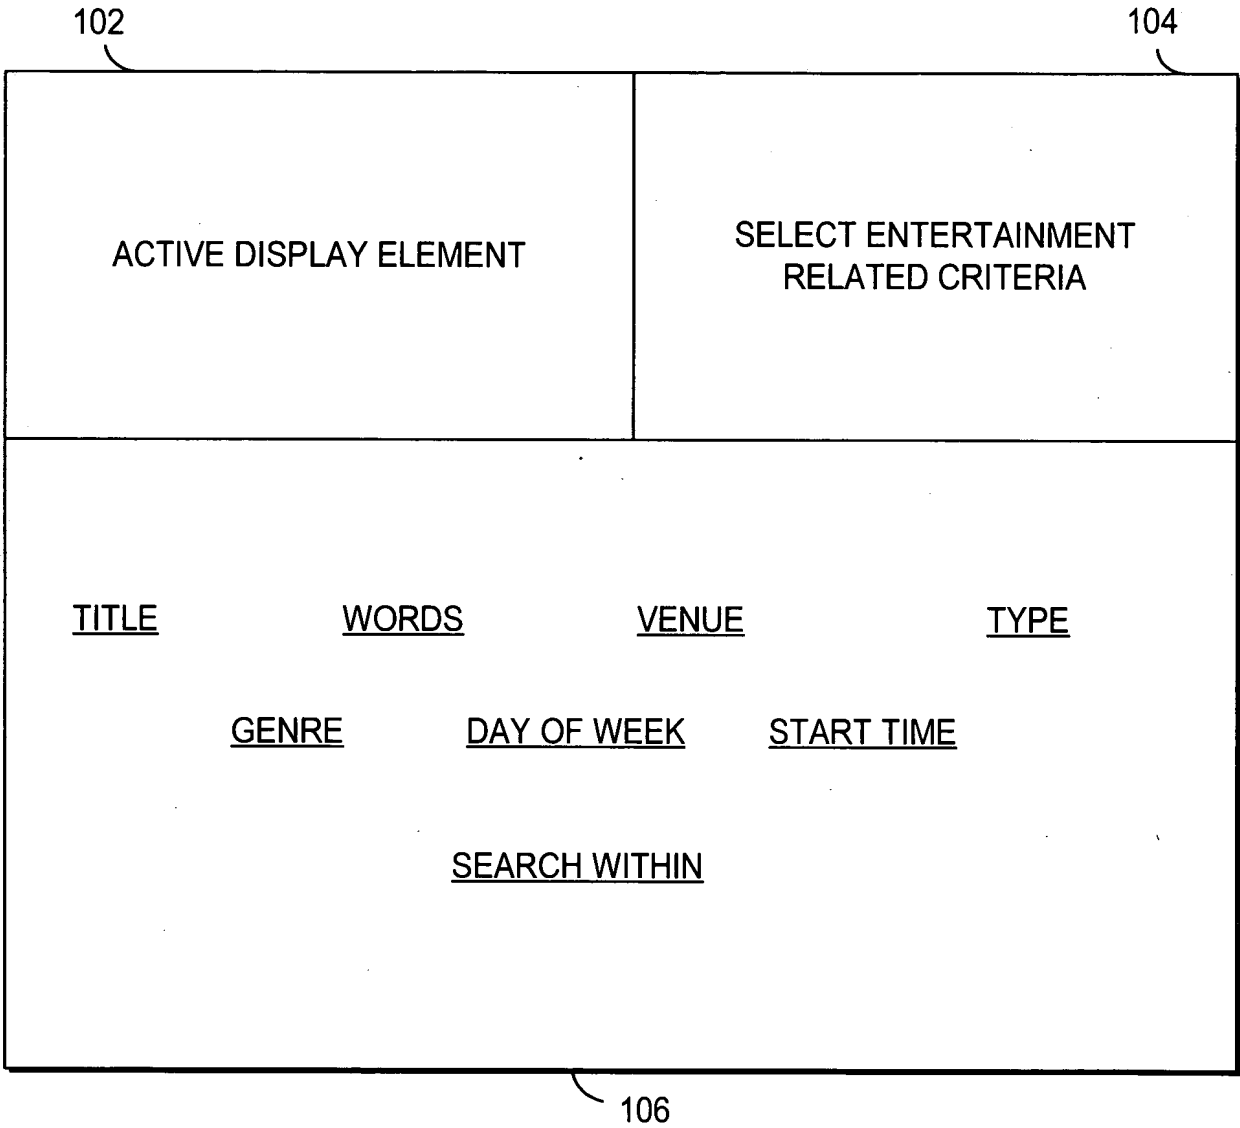 102
104
ACTIVE DISPLAY ELEMENT
SELECT ENTERTAINMENT
RELATED CRITERIA
TITLE WORDS VENUE TYPE
GENRE DAY OF WEEK START TIME
SEARCH WITHIN
106